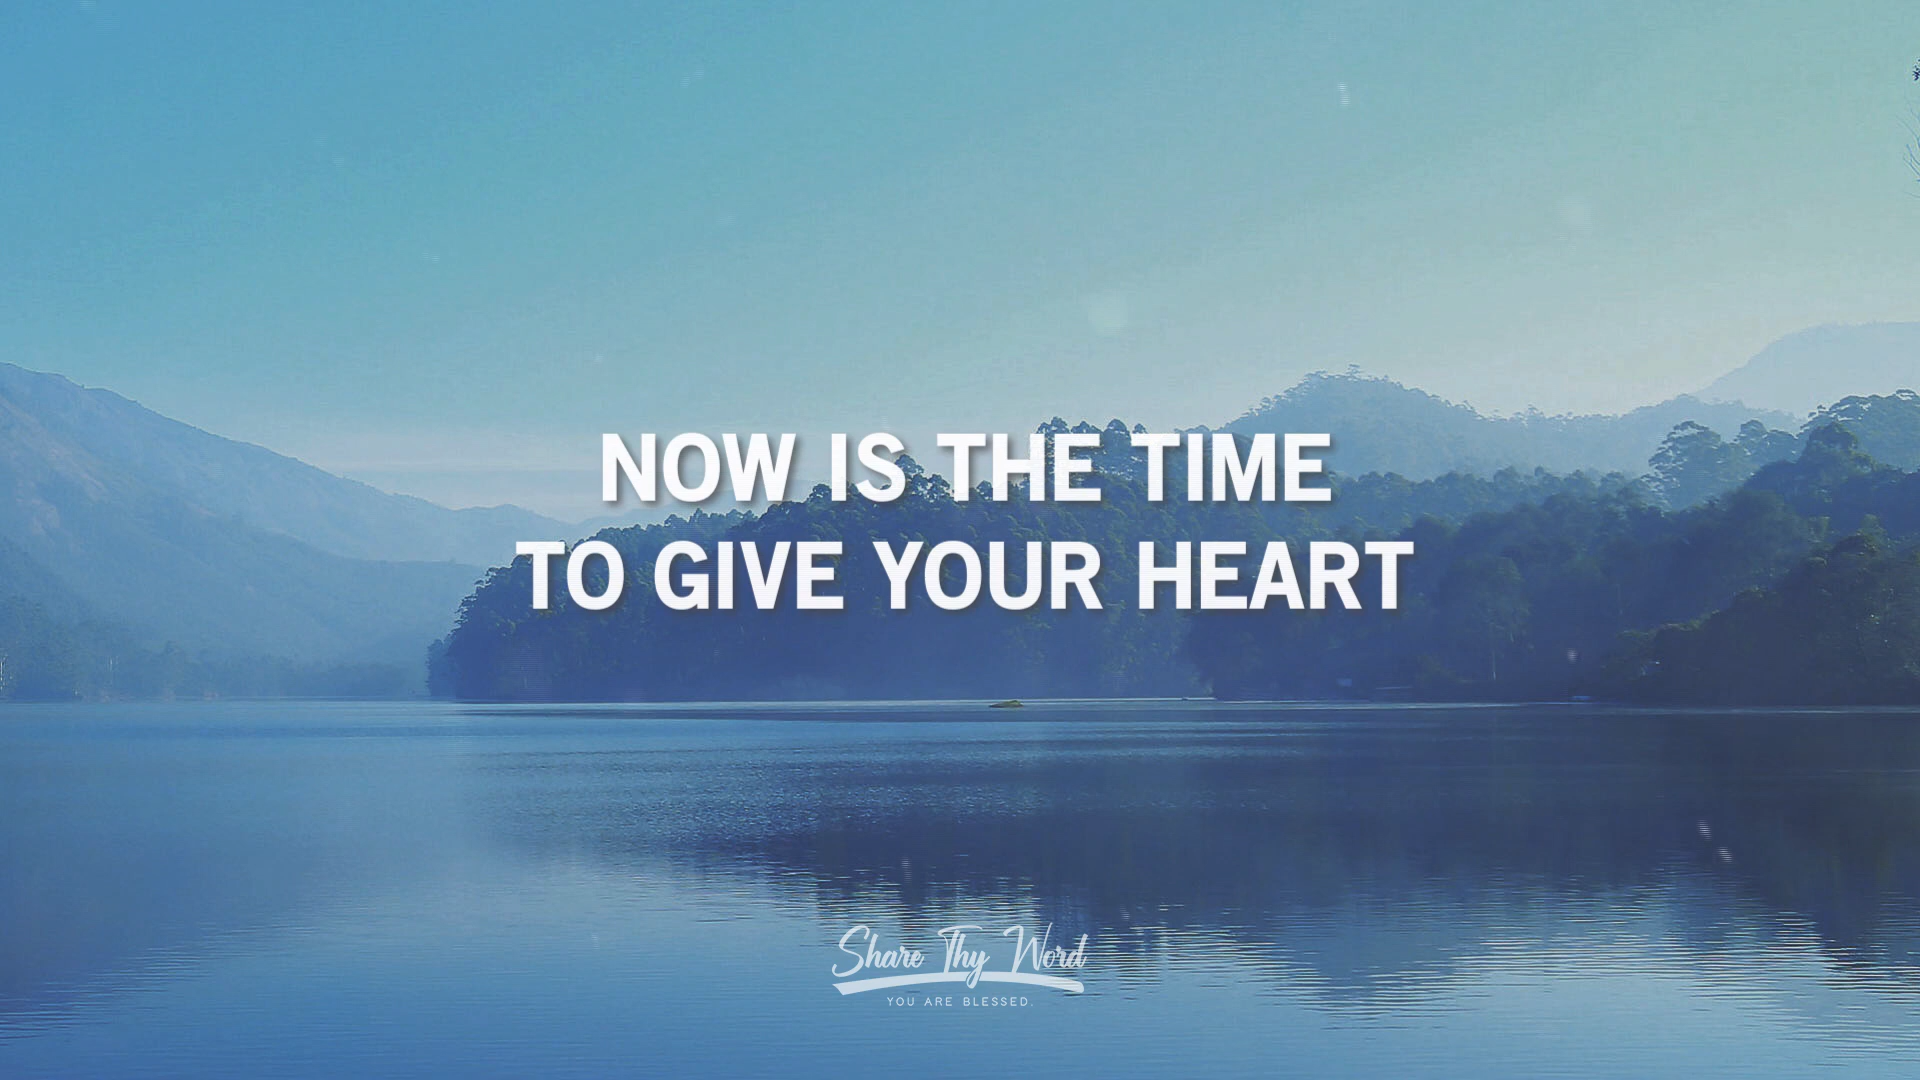 NOW IS THE TIME
TO GIVE YOUR HEART
Share Thy Word
YOU ARE BLESSED.